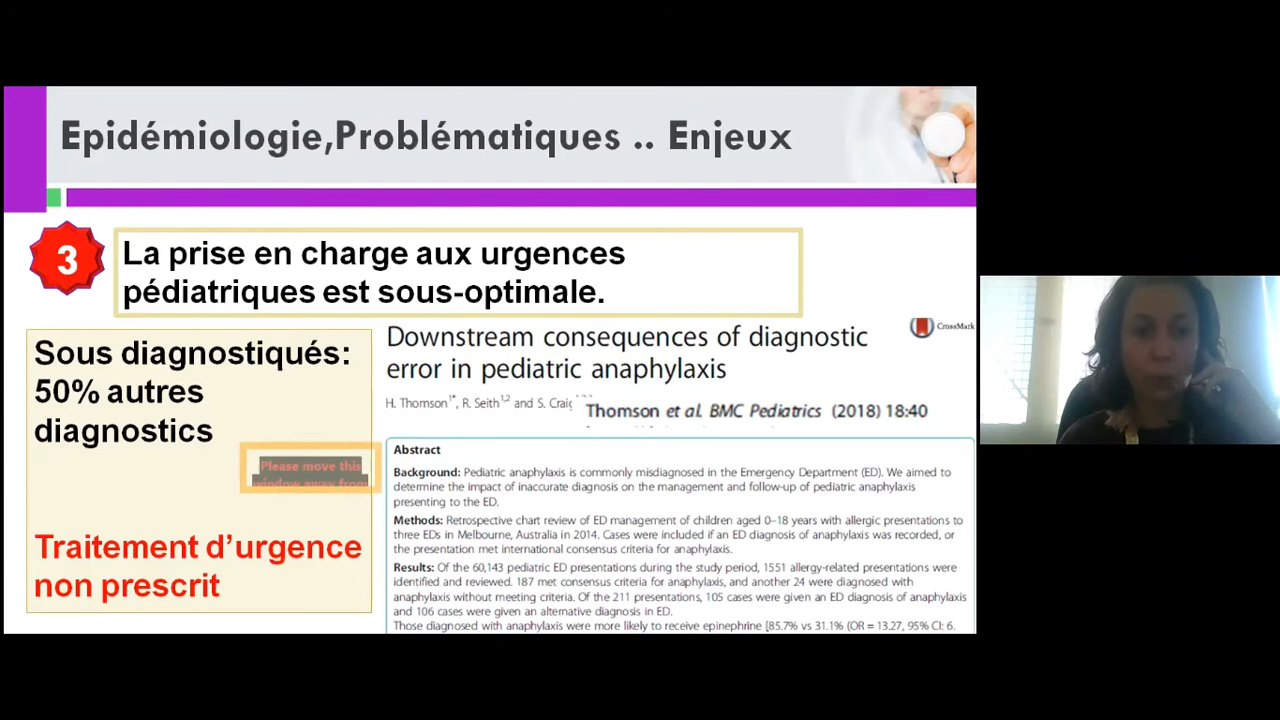 Epidémiologie,Problématiques .. Enjeux
3
La prise en charge aux urgences
pédiatriques est sous-optimale.
Sous diagnostiqués:
50% autres
diagnostics
Please move this
window away from
Traitement d’urgence
non prescrit
CrossMark
Downstream consequences of diagnostic
error in pediatric anaphylaxis
H. Thomson1*, R. Seith1,2 and S. Craig
Thomson et al. BMC Pediatrics (2018) 18:40
Abstract
Background: Pediatric anaphylaxis is commonly misdiagnosed in the Emergency Department (ED). We aimed to
determine the impact of inaccurate diagnosis on the management and follow-up of pediatric anaphylaxis
presenting to the ED.
Methods: Retrospective chart review of ED management of children aged 0–18 years with allergic presentations to
three EDs in Melbourne, Australia in 2014. Cases were included if an ED diagnosis of anaphylaxis was recorded, or
the presentation met international consensus criteria for anaphylaxis.
Results: Of the 60,143 pediatric ED presentations during the study period, 1551 allergy-related presentations were
identified and reviewed. 187 met consensus criteria for anaphylaxis, and another 24 were diagnosed with
anaphylaxis without meeting criteria. Of the 211 presentations, 105 cases were given an ED diagnosis of anaphylaxis
and 106 cases were given an alternative diagnosis in ED.
Those diagnosed with anaphylaxis were more likely to receive epinephrine [85.7% vs 31.1% (OR = 13.27, 95% CI: 6.